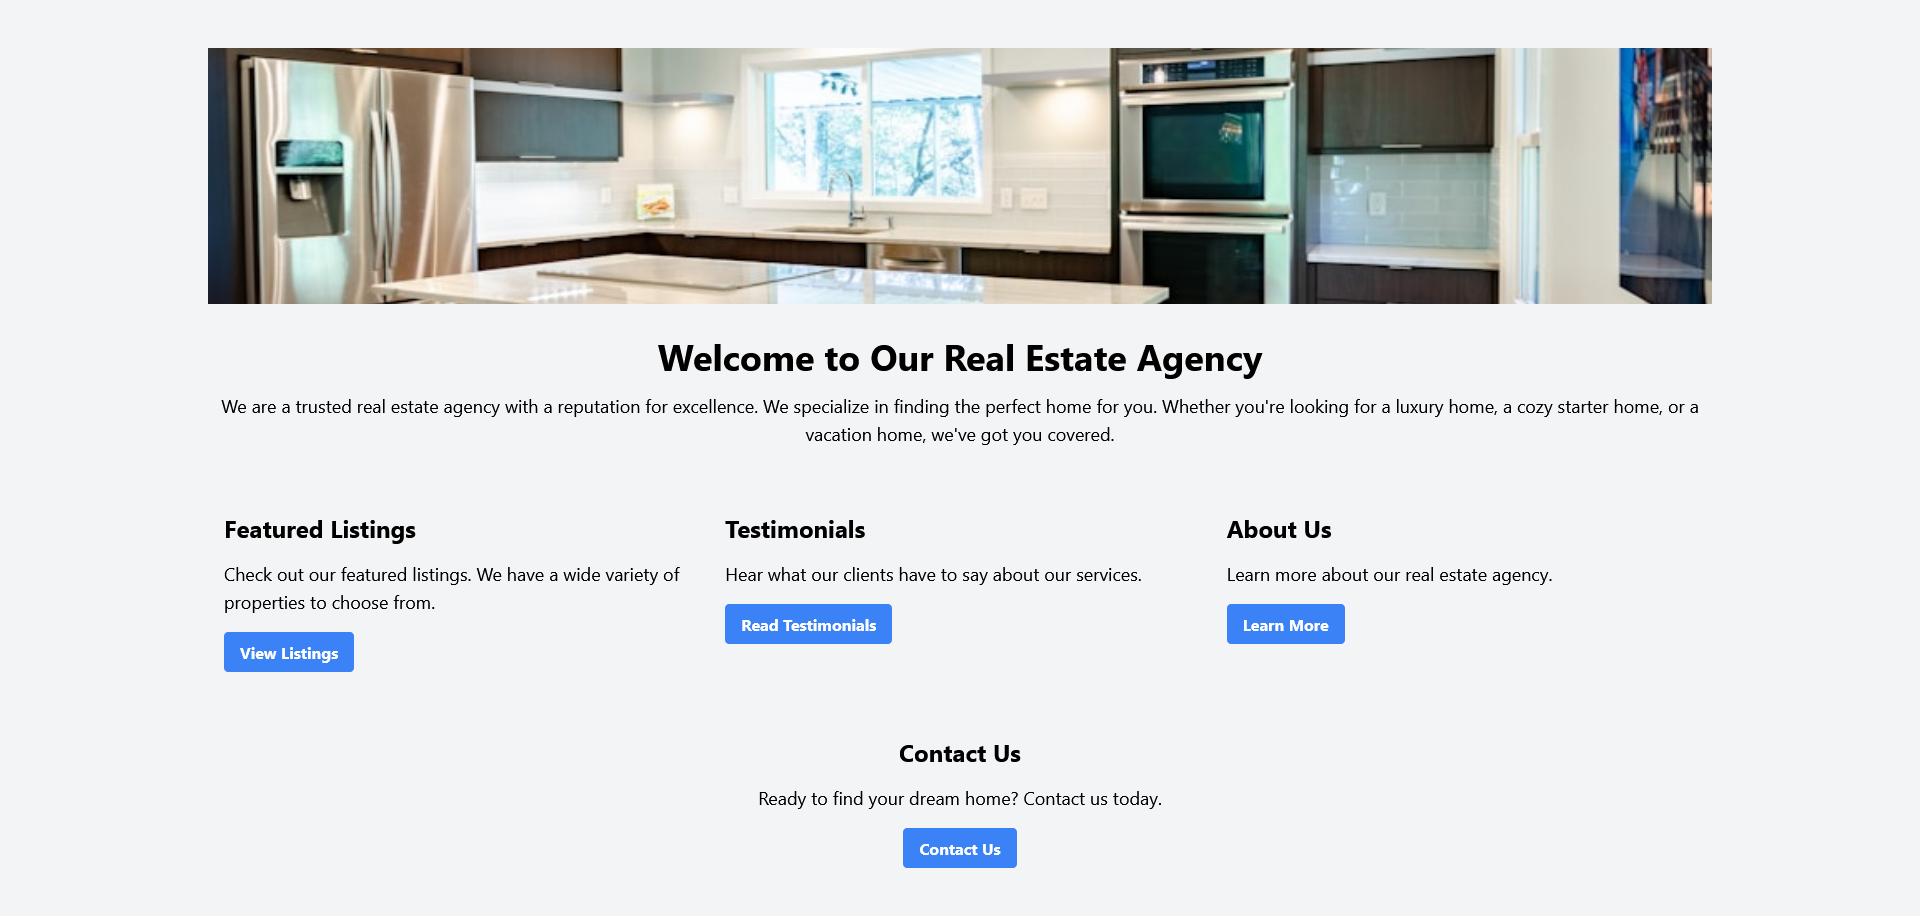 Welcome to Our Real Estate Agency
We are a trusted real estate agency with a reputation for excellence. We specialize in finding the perfect home for you. Whether you're looking for a luxury home, a cozy starter home, or a
vacation home, we've got you covered.
Featured Listings
Check out our featured listings. We have a wide variety of
properties to choose from.
View Listings
Testimonials
Hear what our clients have to say about our services.
Read Testimonials
About Us
Learn more about our real estate agency.
Learn More
Contact Us
Ready to find your dream home? Contact us today.
Contact Us